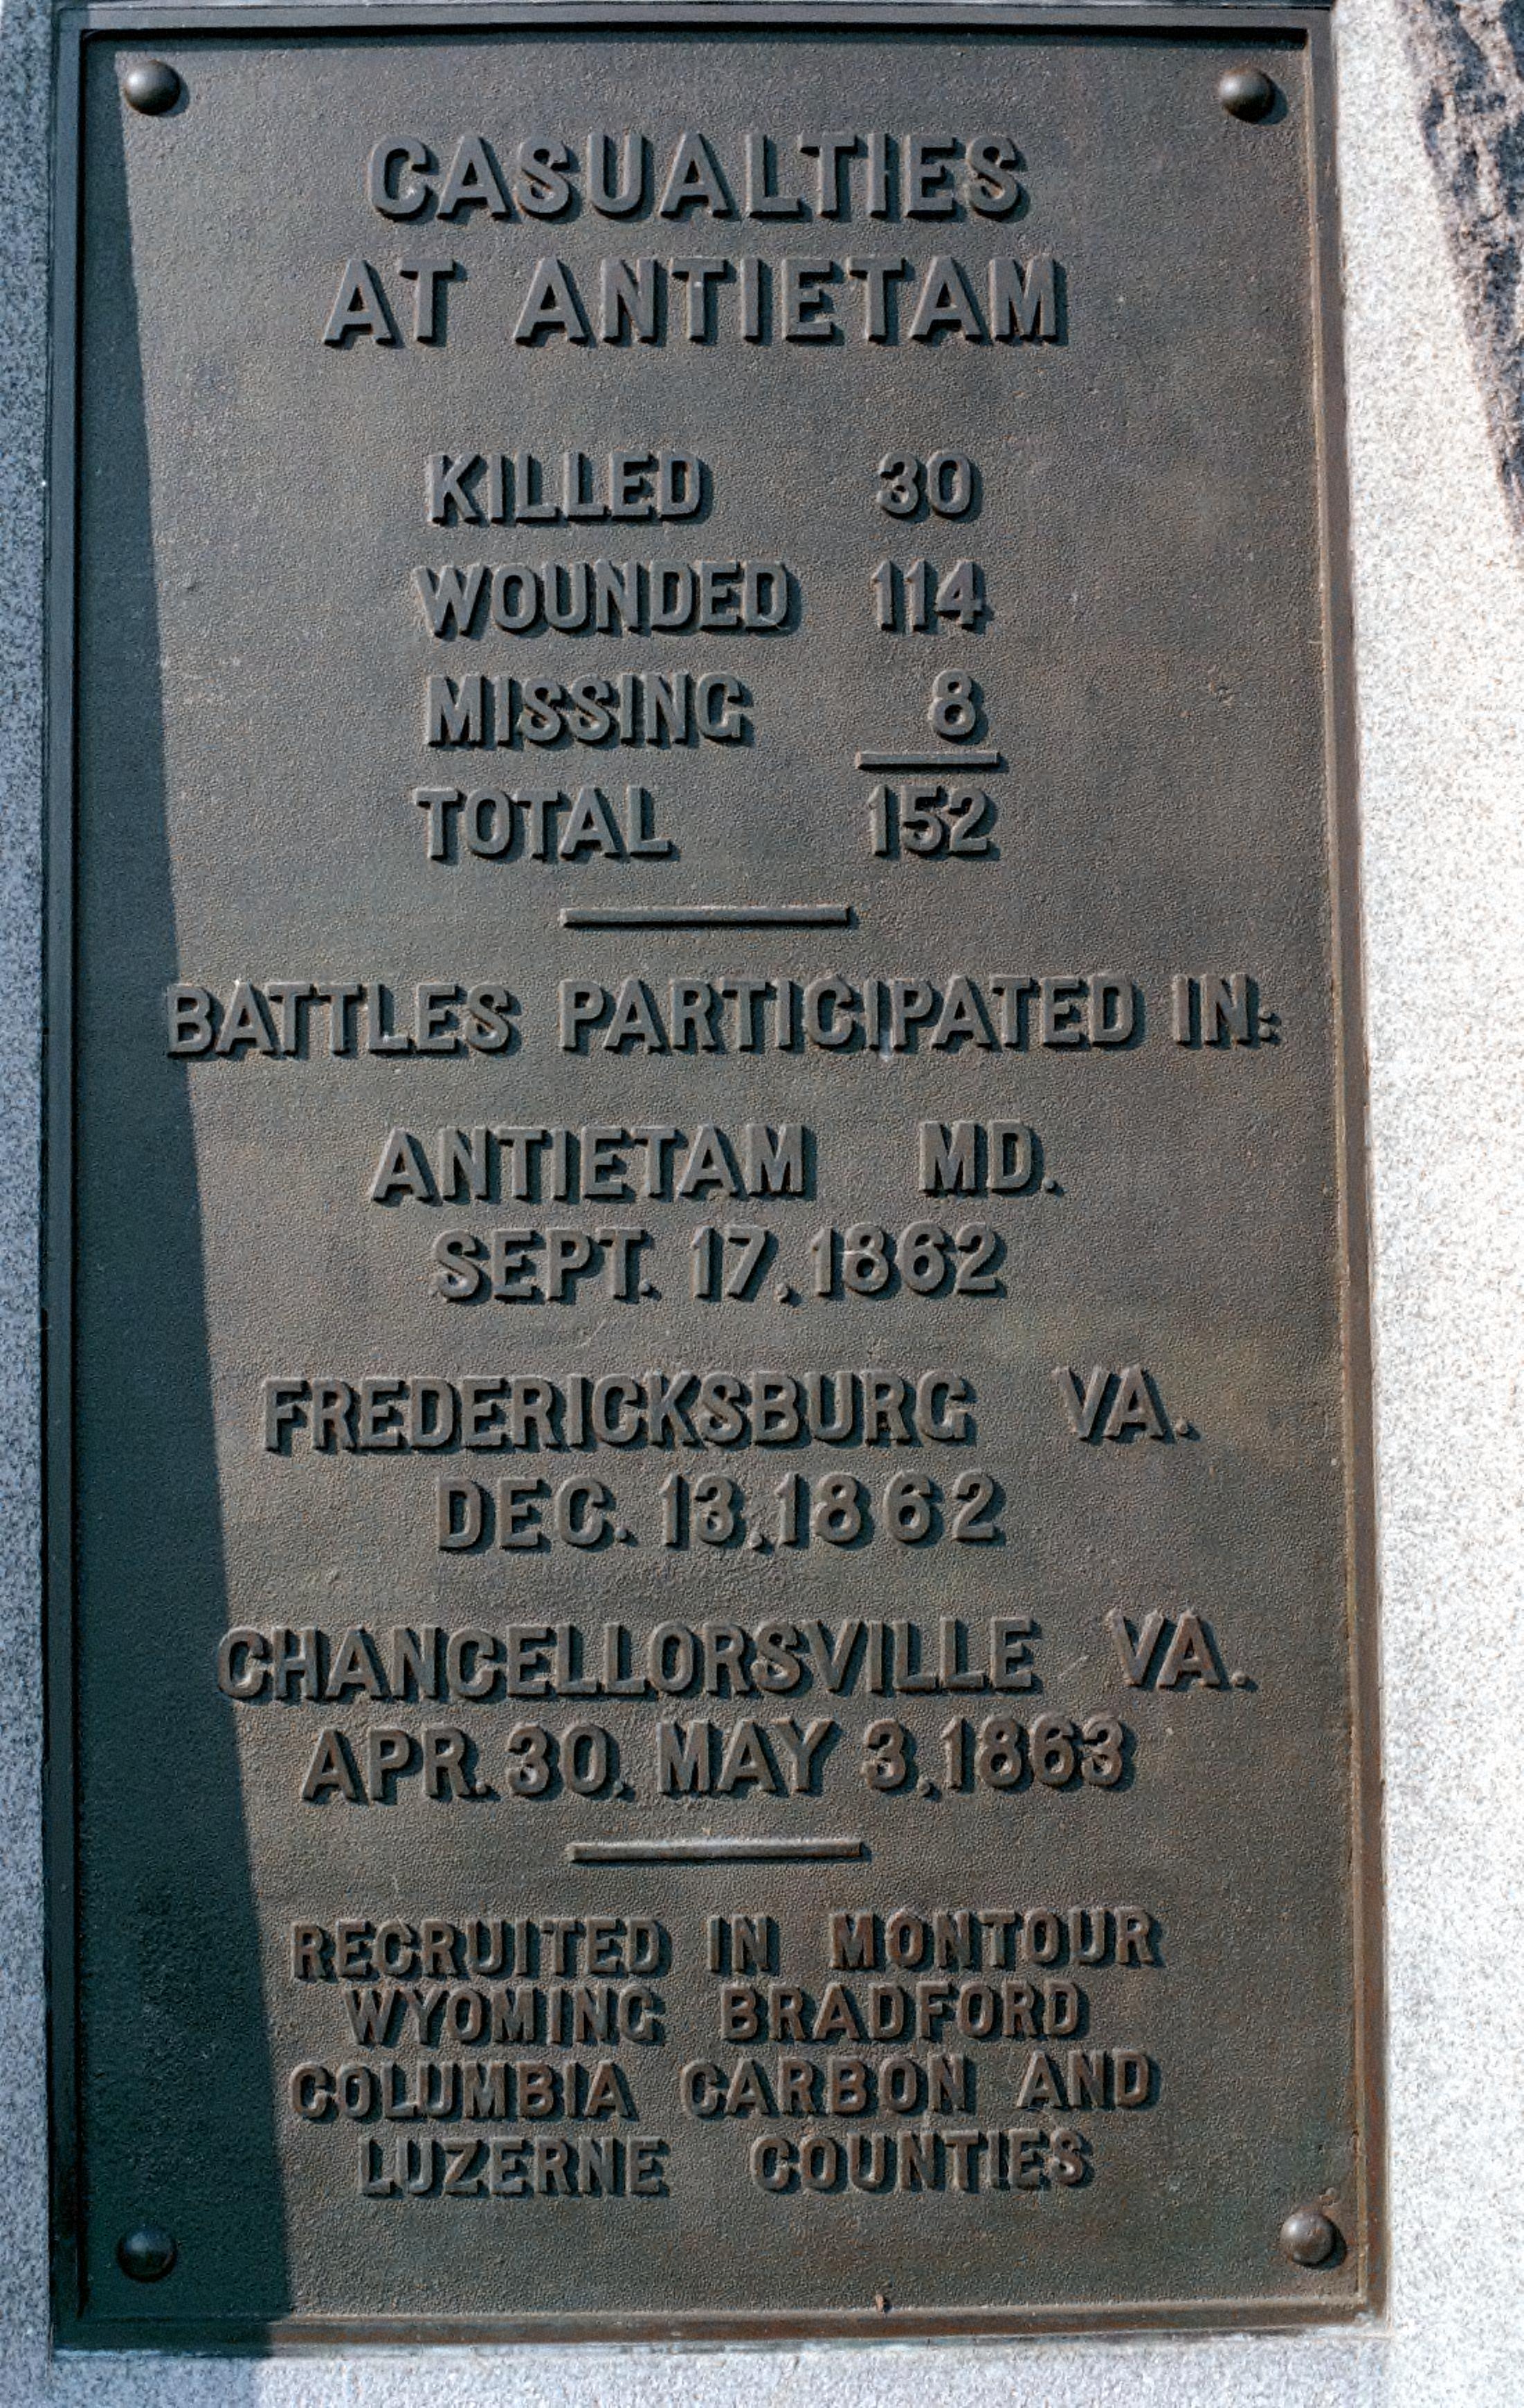 CASUALTIES
AT ANTIETAM
KILLED 30
WOUNDED 114
MISSING 8
TOTAL 152
BATTLES PARTICIPATED IN:
ANTIETAM MD.
SEPT. 17, 1862
FREDERICKSBURG VA.
DEC. 13, 1862
CHANCELLORSVILLE VA.
APR. 30, MAY 3, 1863
RECRUITED IN MONTOUR
WYOMING BRADFORD
COLUMBIA CARBON AND
LUZERNE COUNTIES